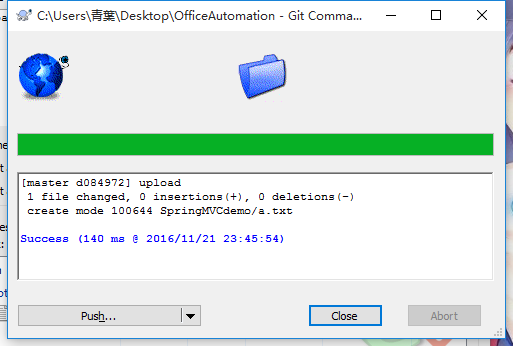 C:\Users\青葉\Desktop\OfficeAutomation - Git Comma...
[master d084972] upload
1 file changed, 0 insertions(+), 0 deletions(-)
create mode 100644 SpringMVCdemo/a.txt
Success (140 ms @ 2016/11/21 23:45:54)
Push...
Close
Abort